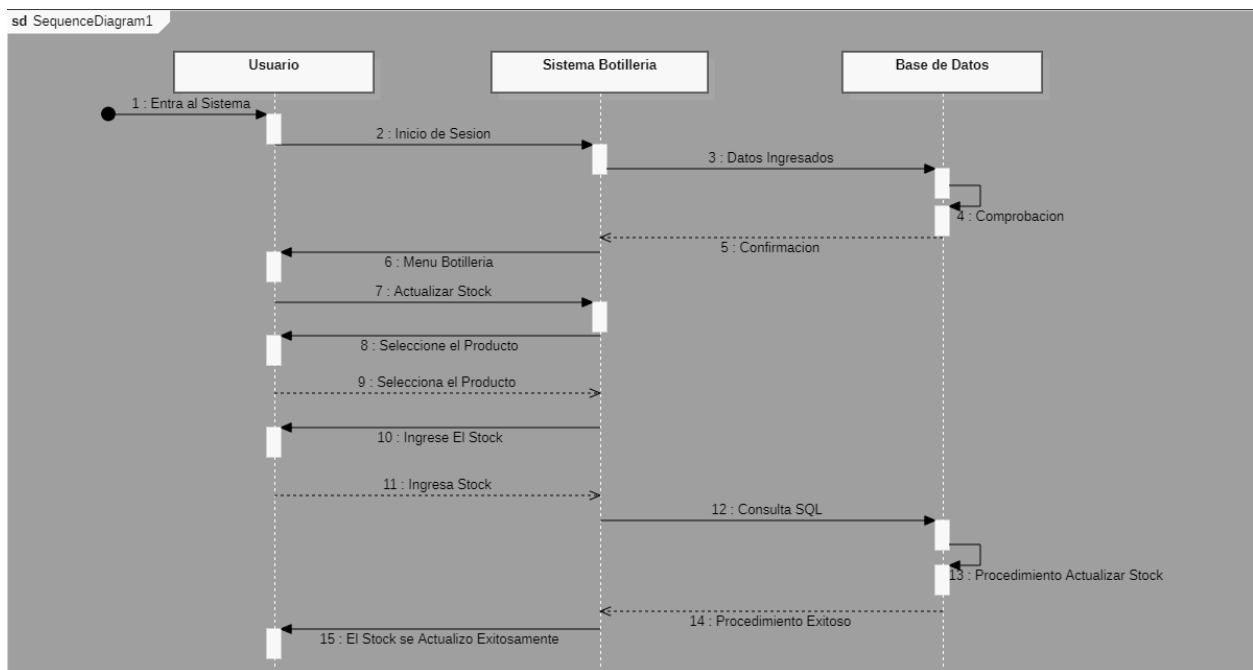 sd SequenceDiagram1
Usuario
Sistema Botilleria
Base de Datos
1 : Entra al Sistema
2 : Inicio de Sesion
3 : Datos Ingresados
4 : Comprobacion
5 : Confirmacion
6 : Menu Botilleria
7 : Actualizar Stock
8 : Seleccione el Producto
9 : Selecciona el Producto
10 : Ingrese El Stock
11 : Ingresa Stock
12 : Consulta SQL
13 : Procedimiento Actualizar Stock
14 : Procedimiento Exitoso
15 : El Stock se Actualizo Exitosamente